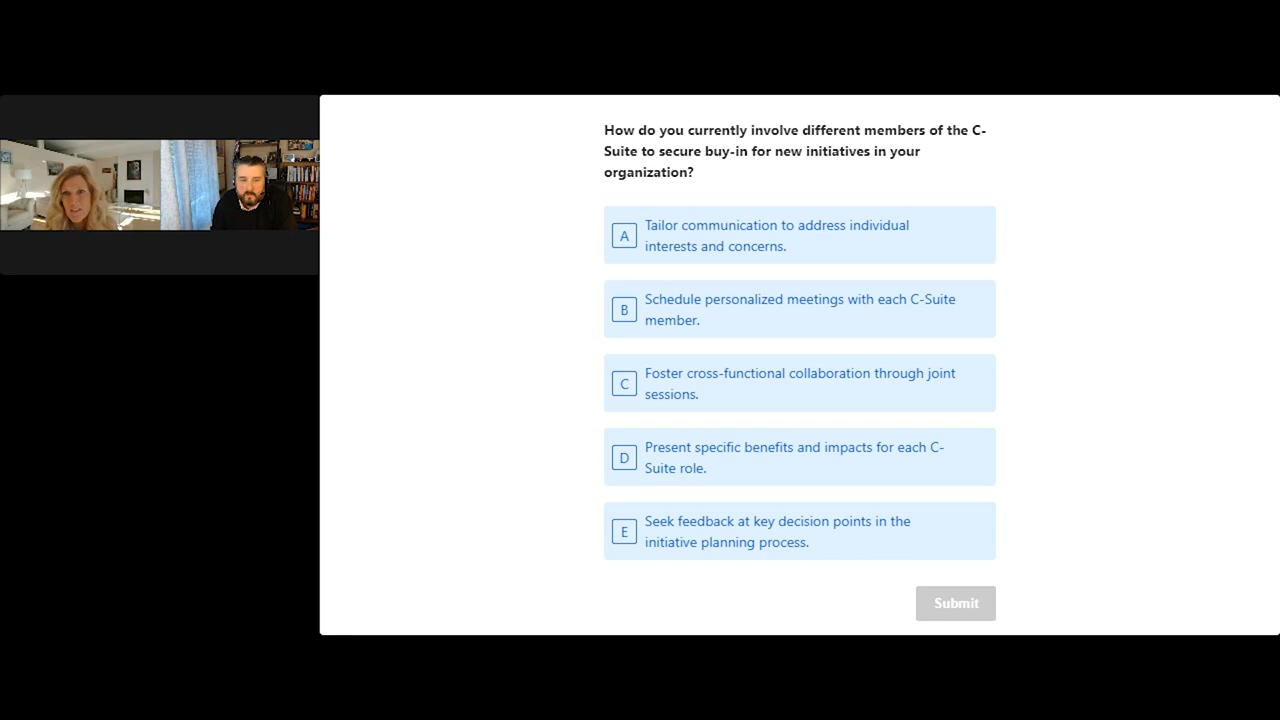 How do you currently involve different members of the C-
Suite to secure buy-in for new initiatives in your
organization?
A
Tailor communication to address individual
interests and concerns.
B
Schedule personalized meetings with each C-Suite
member.
C
Foster cross-functional collaboration through joint
sessions.
D
Present specific benefits and impacts for each C-
Suite role.
E
Seek feedback at key decision points in the
initiative planning process.
Submit